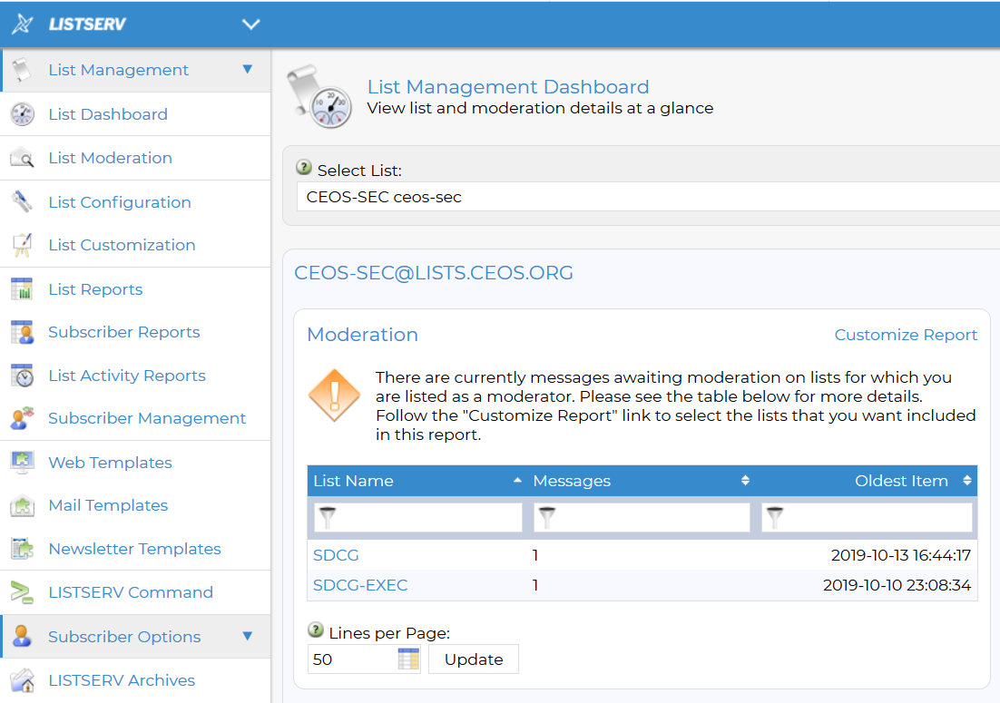 LISTSERV
List Management
List Dashboard
List Moderation
List Configuration
List Customization
List Reports
Subscriber Reports
List Activity Reports
Subscriber Management
Web Templates
Mail Templates
Newsletter Templates
LISTSERV Command
Subscriber Options
LISTSERV Archives
List Management Dashboard
View list and moderation details at a glance
Select List:
CEOS-SEC ceos-sec
CEOS-SEC@LISTS.CEOS.ORG
Moderation Customize Report
There are currently messages awaiting moderation on lists for which you
are listed as a moderator. Please see the table below for more details.
Follow the "Customize Report" link to select the lists that you want included
in this report.
List Name Messages Oldest Item
SDCG 1 2019-10-13 16:44:17
SDCG-EXEC 1 2019-10-10 23:08:34
Lines per Page:
50 Update